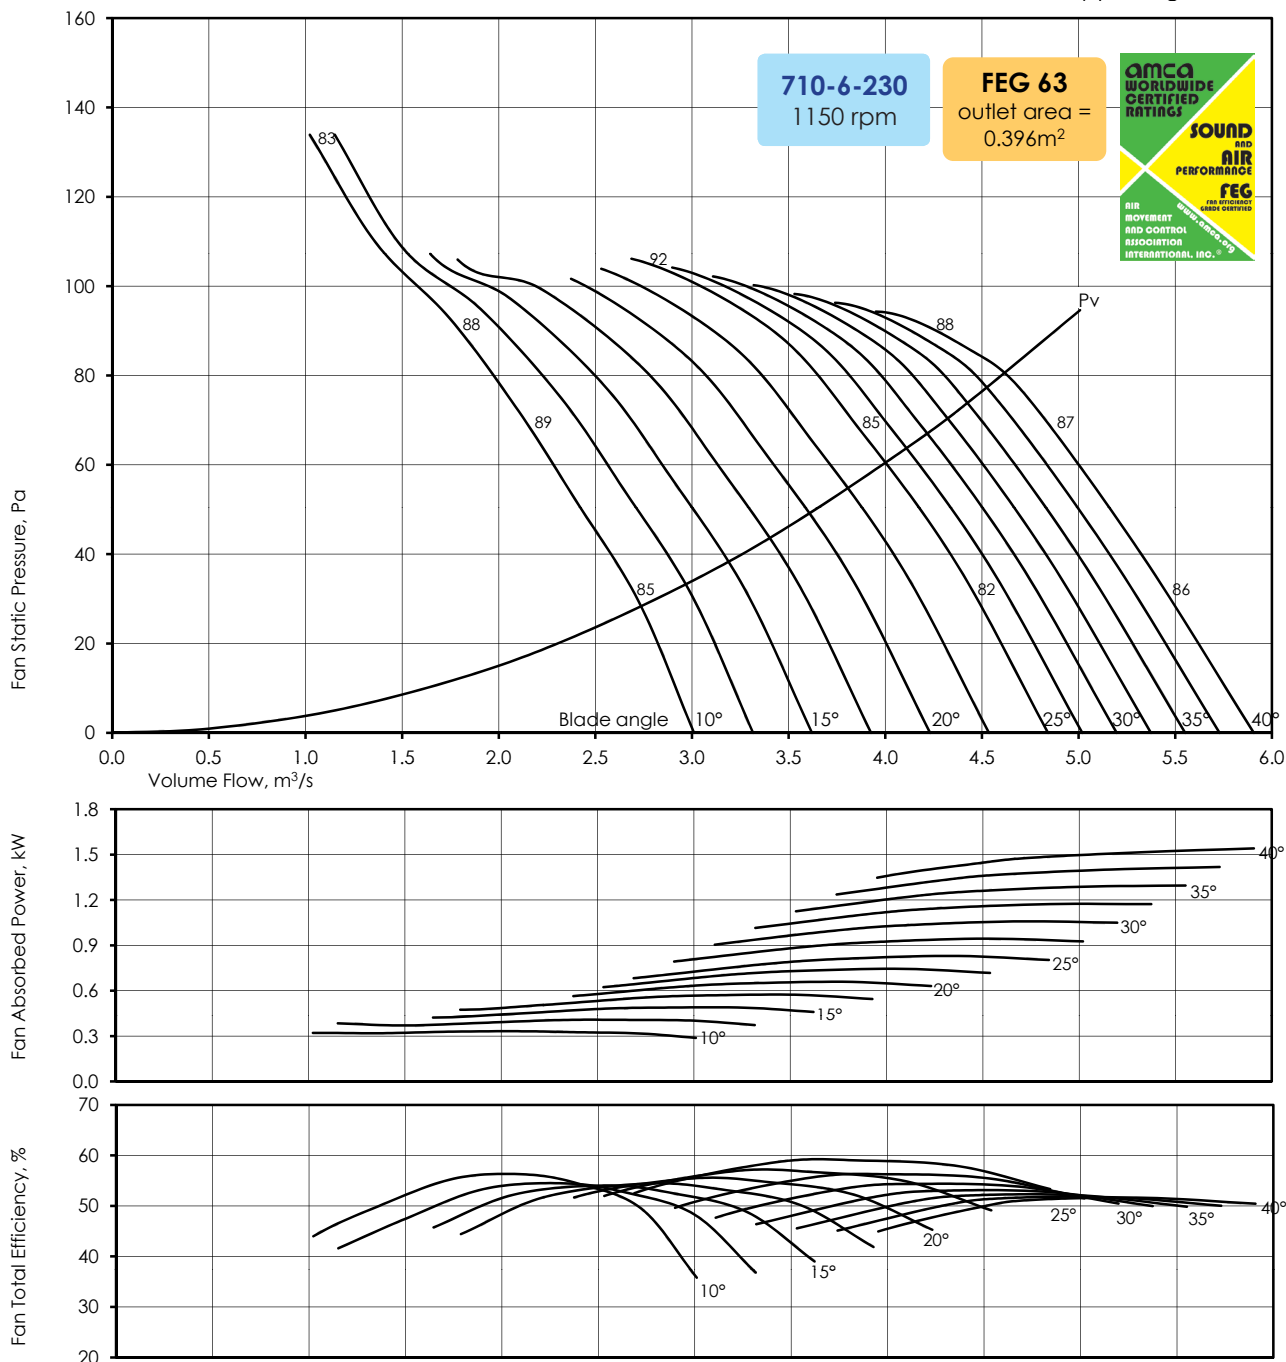 160
140
120
100
80
60
40
20
0
Fan Static Pressure, Pa
710-6-230
1150 rpm
FEG 63
outlet area =
0.396m²
amca
WORLDWIDE
CERTIFIED
RATINGS
SOUND
AND
AIR
PERFORMANCE
FEG
FAN EFFICIENCY
GRADE CERTIFIED
www.amca.org
AIR
MOVEMENT
AND CONTROL
ASSOCIATION
INTERNATIONAL, INC.®
83
92
88
88
Pv
89
85
87
85
82
86
Blade angle
10°
15°
20°
25°
30°
35°
40°
0.0 0.5 1.0 1.5 2.0 2.5 3.0 3.5 4.0 4.5 5.0 5.5 6.0
Volume Flow, m³/s
1.8
1.5
1.2
0.9
0.6
0.3
0.0
Fan Absorbed Power, kW
40°
35°
30°
25°
20°
15°
10°
70
60
50
40
30
20
Fan Total Efficiency, %
10°
15°
20°
25°
30°
35°
40°